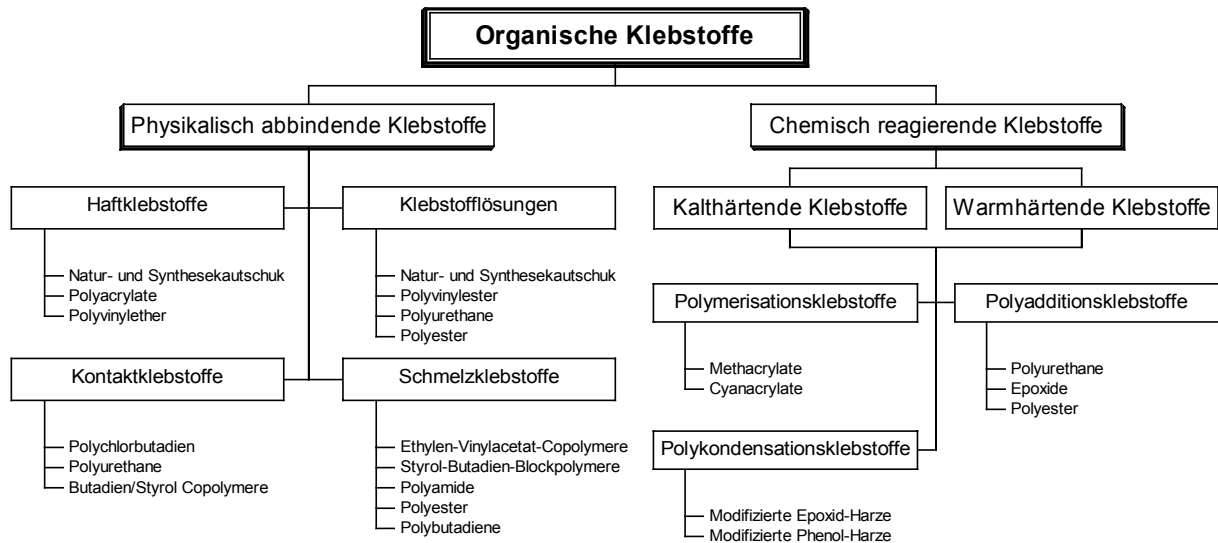 Organische Klebstoffe
Physikalisch abbindende Klebstoffe
Chemisch reagierende Klebstoffe
Haftklebstoffe
Natur- und Synthesekautschuk
Polyacrylate
Polyvinylether
Klebstofflösungen
Natur- und Synthesekautschuk
Polyvinylester
Polyurethane
Polyester
Kontaktklebstoffe
Polychlorbutadien
Polyurethane
Butadien/Styrol Copolymere
Schmelzklebstoffe
Ethylen-Vinylacetat-Copolymere
Styrol-Butadien-Blockpolymere
Polyamide
Polyester
Polybutadiene
Kalthärtende Klebstoffe
Warmhärtende Klebstoffe
Polymerisationsklebstoffe
Methacrylate
Cyanacrylate
Polyadditionsklebstoffe
Polyurethane
Epoxide
Polyester
Polykondensationsklebstoffe
Modifizierte Epoxid-Harze
Modifizierte Phenol-Harze